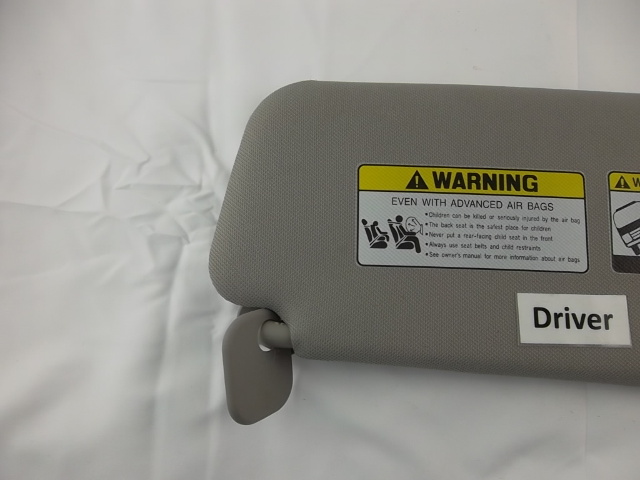 WARNING
EVEN WITH ADVANCED AIR BAGS
•Children can be killed or seriously injured by the air bag
•The back seat is the safest place for children
•Never put a rear-facing child seat in the front
•Always use seat belts and child restraints
•See owner's manual for more information about air bags
W
Driver